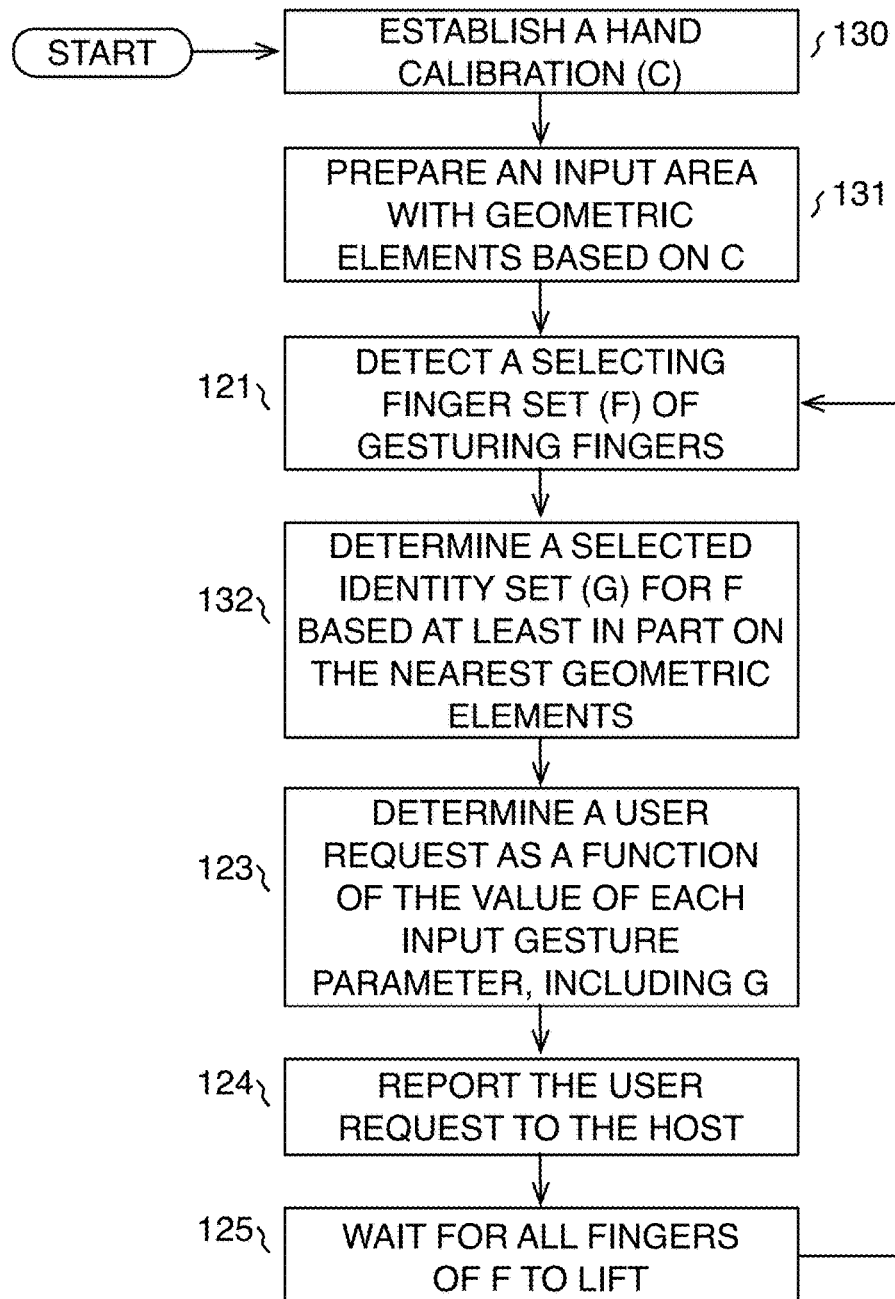 START
ESTABLISH A HAND
CALIBRATION (C)
130
PREPARE AN INPUT AREA
WITH GEOMETRIC
ELEMENTS BASED ON C
131
121
DETECT A SELECTING
FINGER SET (F) OF
GESTURING FINGERS
132
DETERMINE A SELECTED
IDENTITY SET (G) FOR F
BASED AT LEAST IN PART ON
THE NEAREST GEOMETRIC
ELEMENTS
123
DETERMINE A USER
REQUEST AS A FUNCTION
OF THE VALUE OF EACH
INPUT GESTURE
PARAMETER, INCLUDING G
124
REPORT THE USER
REQUEST TO THE HOST
125
WAIT FOR ALL FINGERS
OF F TO LIFT